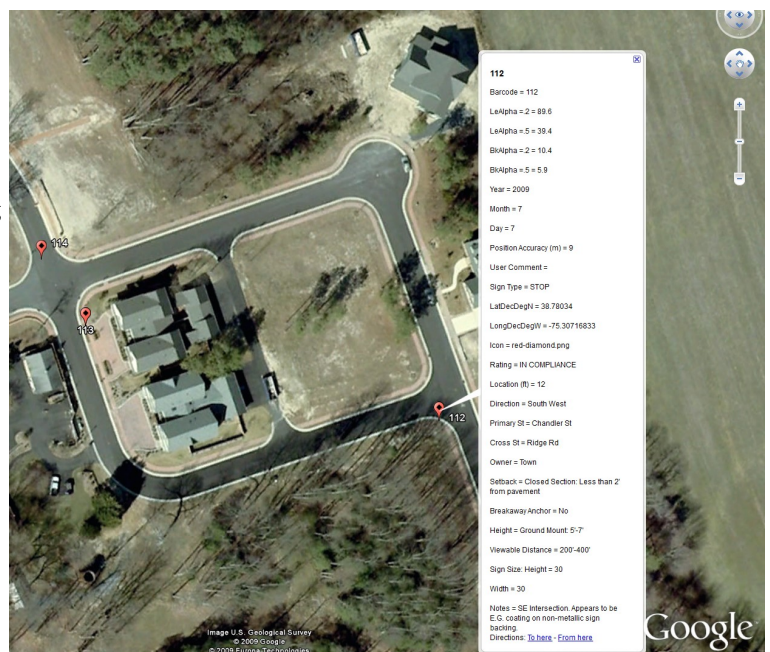 112
Barcode = 112
LeAlpha =.2 = 89.6
LeAlpha =.5 = 39.4
BkAlpha =.2 = 10.4
BkAlpha =.5 = 5.9
Year = 2009
Month = 7
Day = 7
Position Accuracy (m) = 9
User Comment =
Sign Type = STOP
LatDecDegN = 38.78034
LongDecDegW = -75.30716833
Icon = red-diamond.png
Rating = IN COMPLIANCE
Location (ft) = 12
Direction = South West
Primary St = Chandler St
Cross St = Ridge Rd
Owner = Town
Setback = Closed Section: Less than 2'
from pavement
Breakaway Anchor = No
Height = Ground Mount: 5'-7'
Viewable Distance = 200'-400'
Sign Size: Height = 30
Width = 30
Notes = SE Intersection. Appears to be
E.G. coating on non-metallic sign
backing.
Directions: To here - From here
114
113
112
Image U.S. Geological Survey
© 2009 Google
© 2009 Europa Technologies
Google